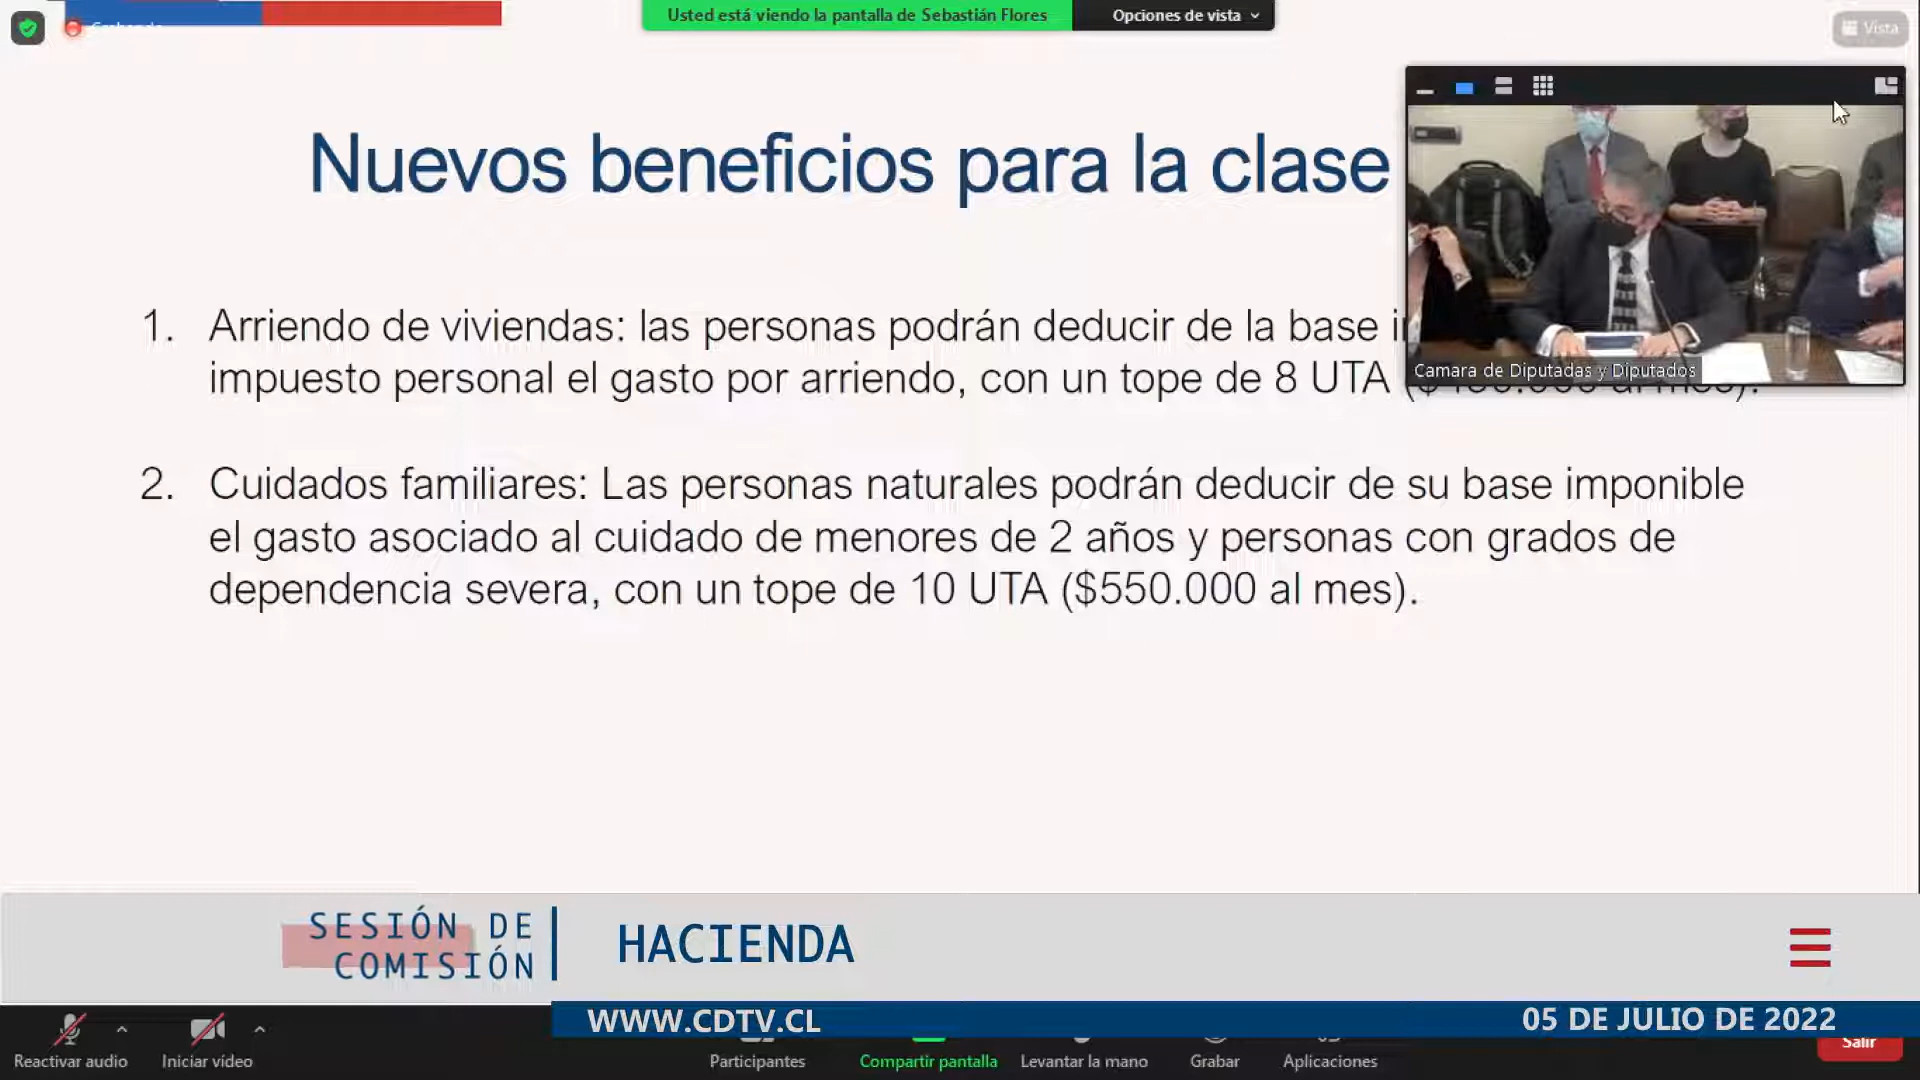 Usted está viendo la pantalla de Sebastián Flores
Opciones de vista
Vista
Nuevos beneficios para la clase
Camara de Diputadas y Diputados
1. Arriendo de viviendas: las personas podrán deducir de la base
impuesto personal el gasto por arriendo, con un tope de 8 UTA
2. Cuidados familiares: Las personas naturales podrán deducir de su base imponible
el gasto asociado al cuidado de menores de 2 años y personas con grados de
dependencia severa, con un tope de 10 UTA ($550.000 al mes).
SESIÓN DE
COMISIÓN
HACIENDA
WWW.CDTV.CL
05 DE JULIO DE 2022
Reactivar audio
Iniciar video
Participantes
Compartir pantalla
Levantar la mano
Grabar
Aplicaciones
Salir